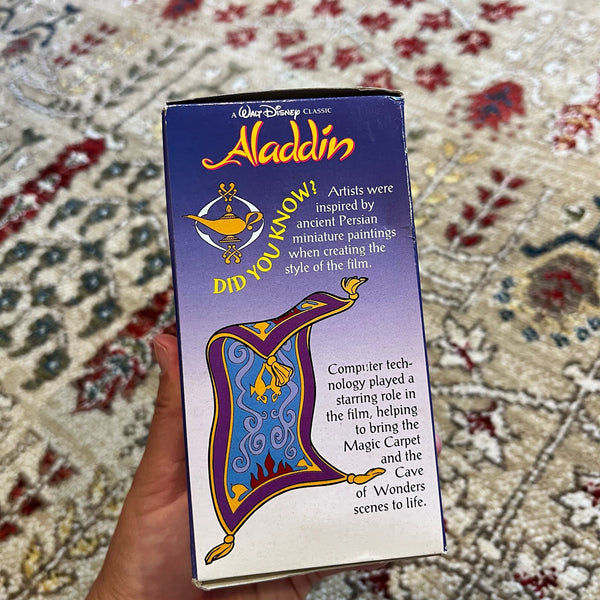 A Walt Disney Classic
Aladdin
DID YOU KNOW?
Artists were
inspired by
ancient Persian
miniature paintings
when creating the
style of the film.
Computer tech-
nology played a
starring role in
the film, helping
to bring the
Magic Carpet
and the
Cave
of Wonders
scenes to life.